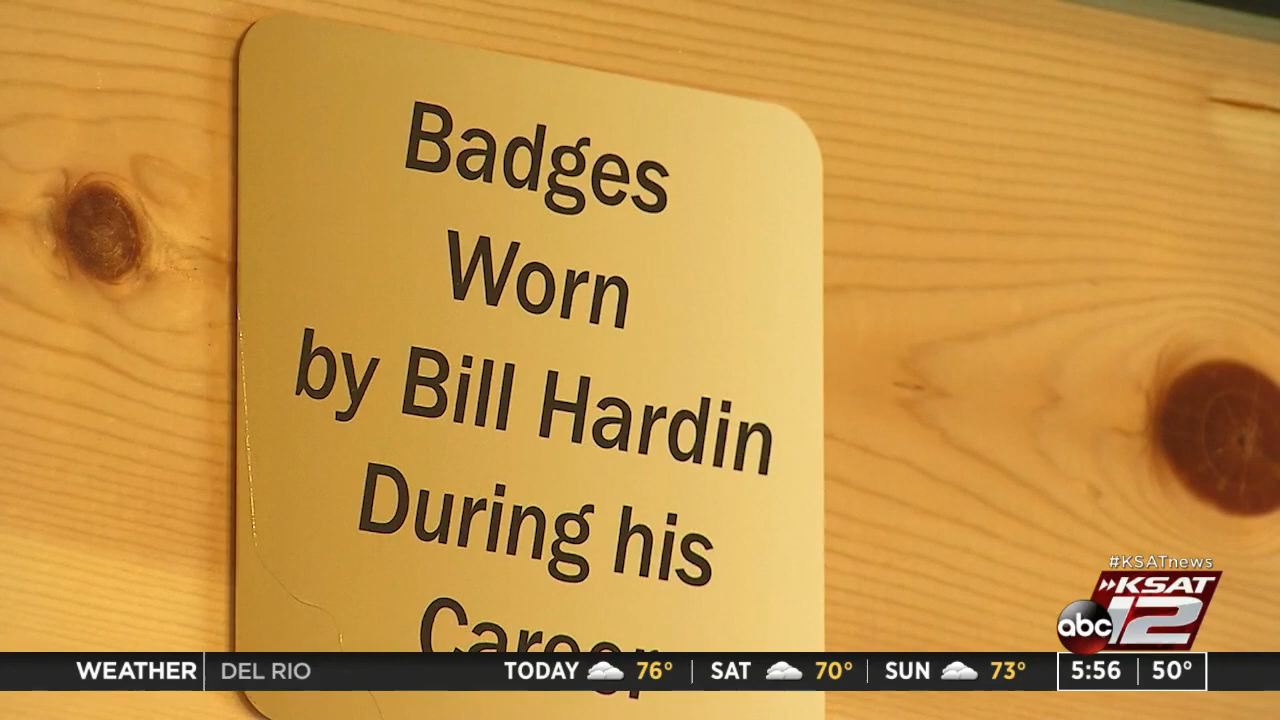 Badges
Worn
by Bill Hardin
During his
Career
#KSATnews
KSAT
abc 12
WEATHER DEL RIO TODAY 76° SAT 70° SUN 73° 5:56 50°